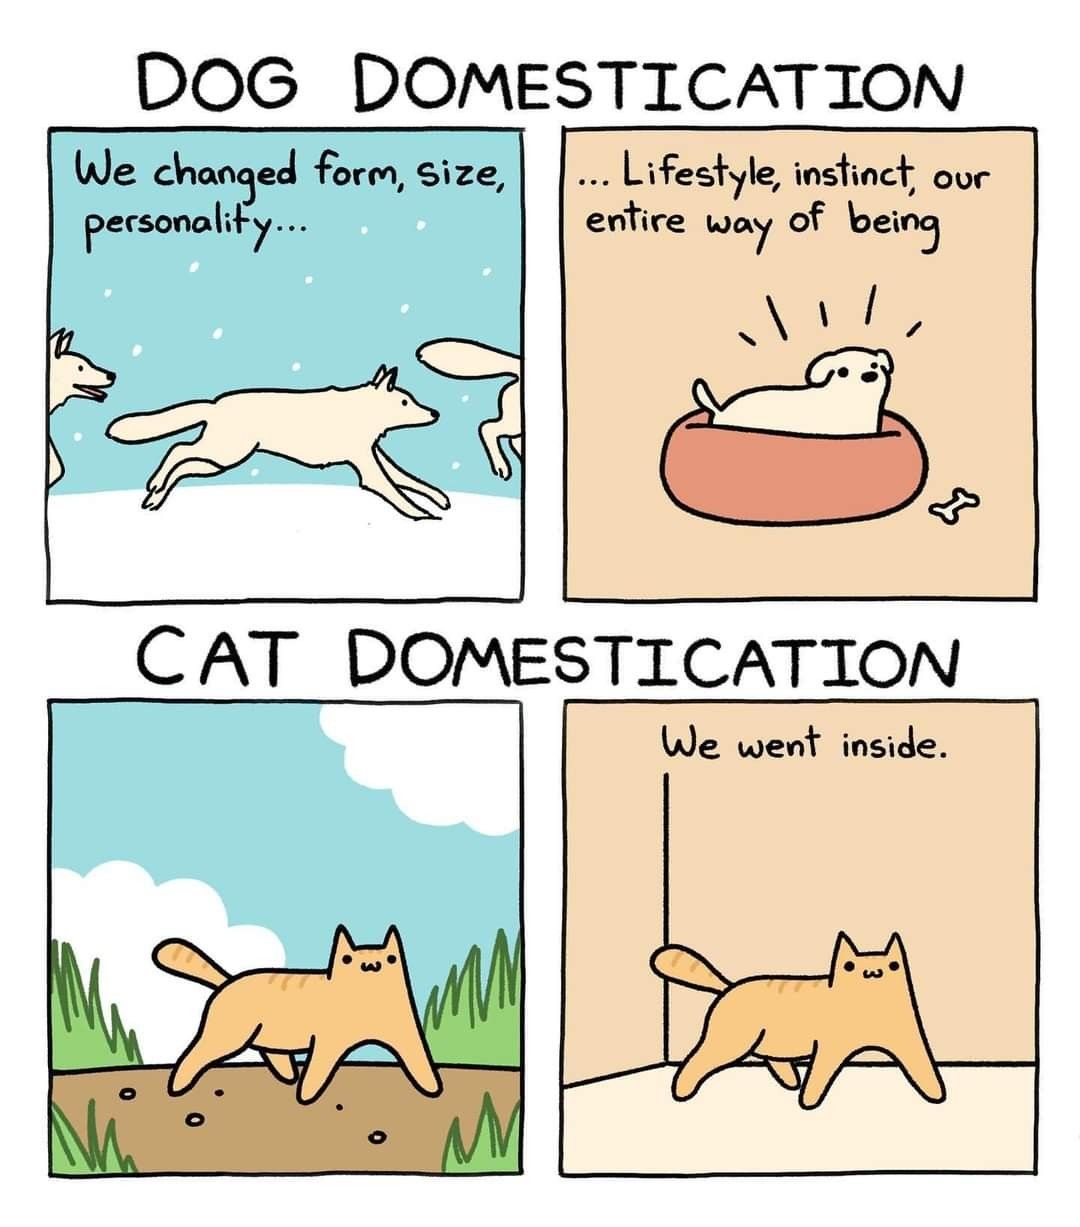 DOG DOMESTICATION
We changed form, size,
personality...
... Lifestyle, instinct, our
entire way of being
CAT DOMESTICATION
We went inside.